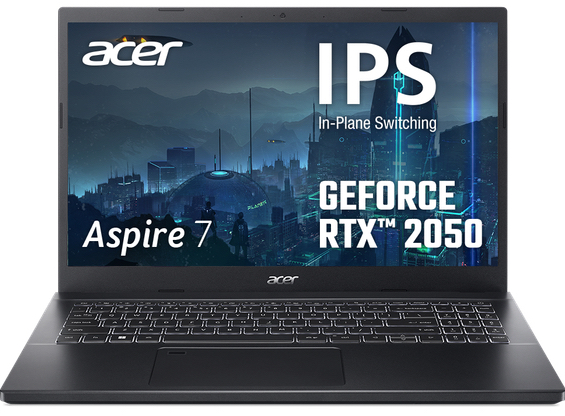 acer
IPS
In-Plane Switching
GEFORCE
RTX™ 2050
Aspire 7
PLANET
acer